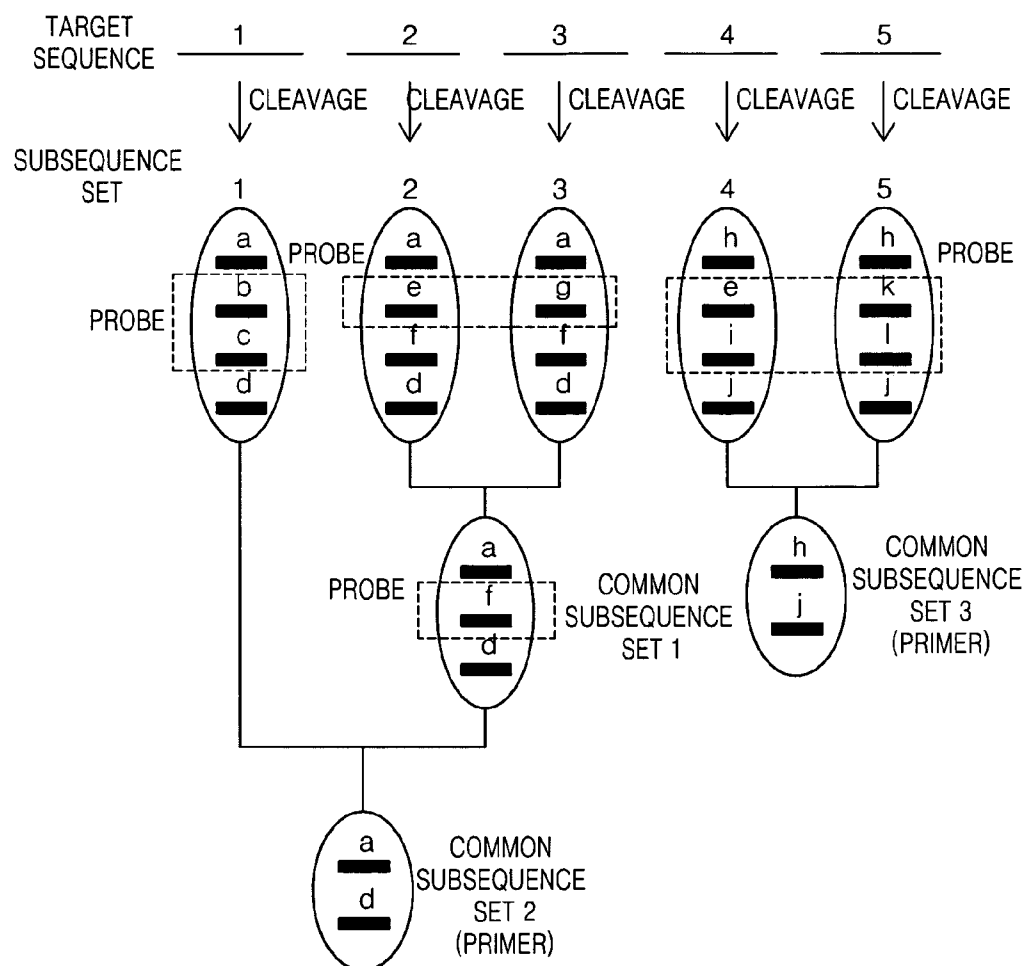 TARGET SEQUENCE
1 2 3 4 5
CLEAVAGE CLEAVAGE CLEAVAGE CLEAVAGE CLEAVAGE
SUBSEQUENCE SET
1 2 3 4 5
a PROBE a a h h PROBE
b e g e k
PROBE
c f f i l
d d d j j
a
PROBE
f
d
COMMON
SUBSEQUENCE
SET 1
h
j
COMMON
SUBSEQUENCE
SET 3
(PRIMER)
a
d
COMMON
SUBSEQUENCE
SET 2
(PRIMER)